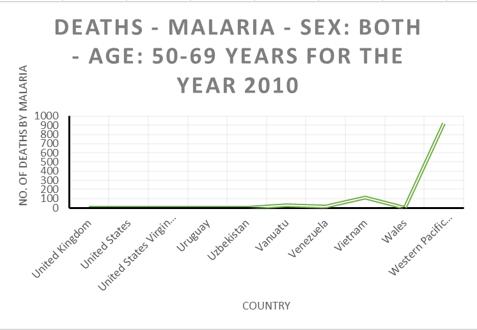 DEATHS - MALARIA - SEX: BOTH
- AGE: 50-69 YEARS FOR THE
YEAR 2010
NO. OF DEATHS BY MALARIA
1000
900
800
700
600
500
400
300
200
100
0
United Kingdom
United States
United States Virgin...
Uruguay
Uzbekistan
Vanuatu
Venezuela
Vietnam
Wales
Western Pacific...
COUNTRY